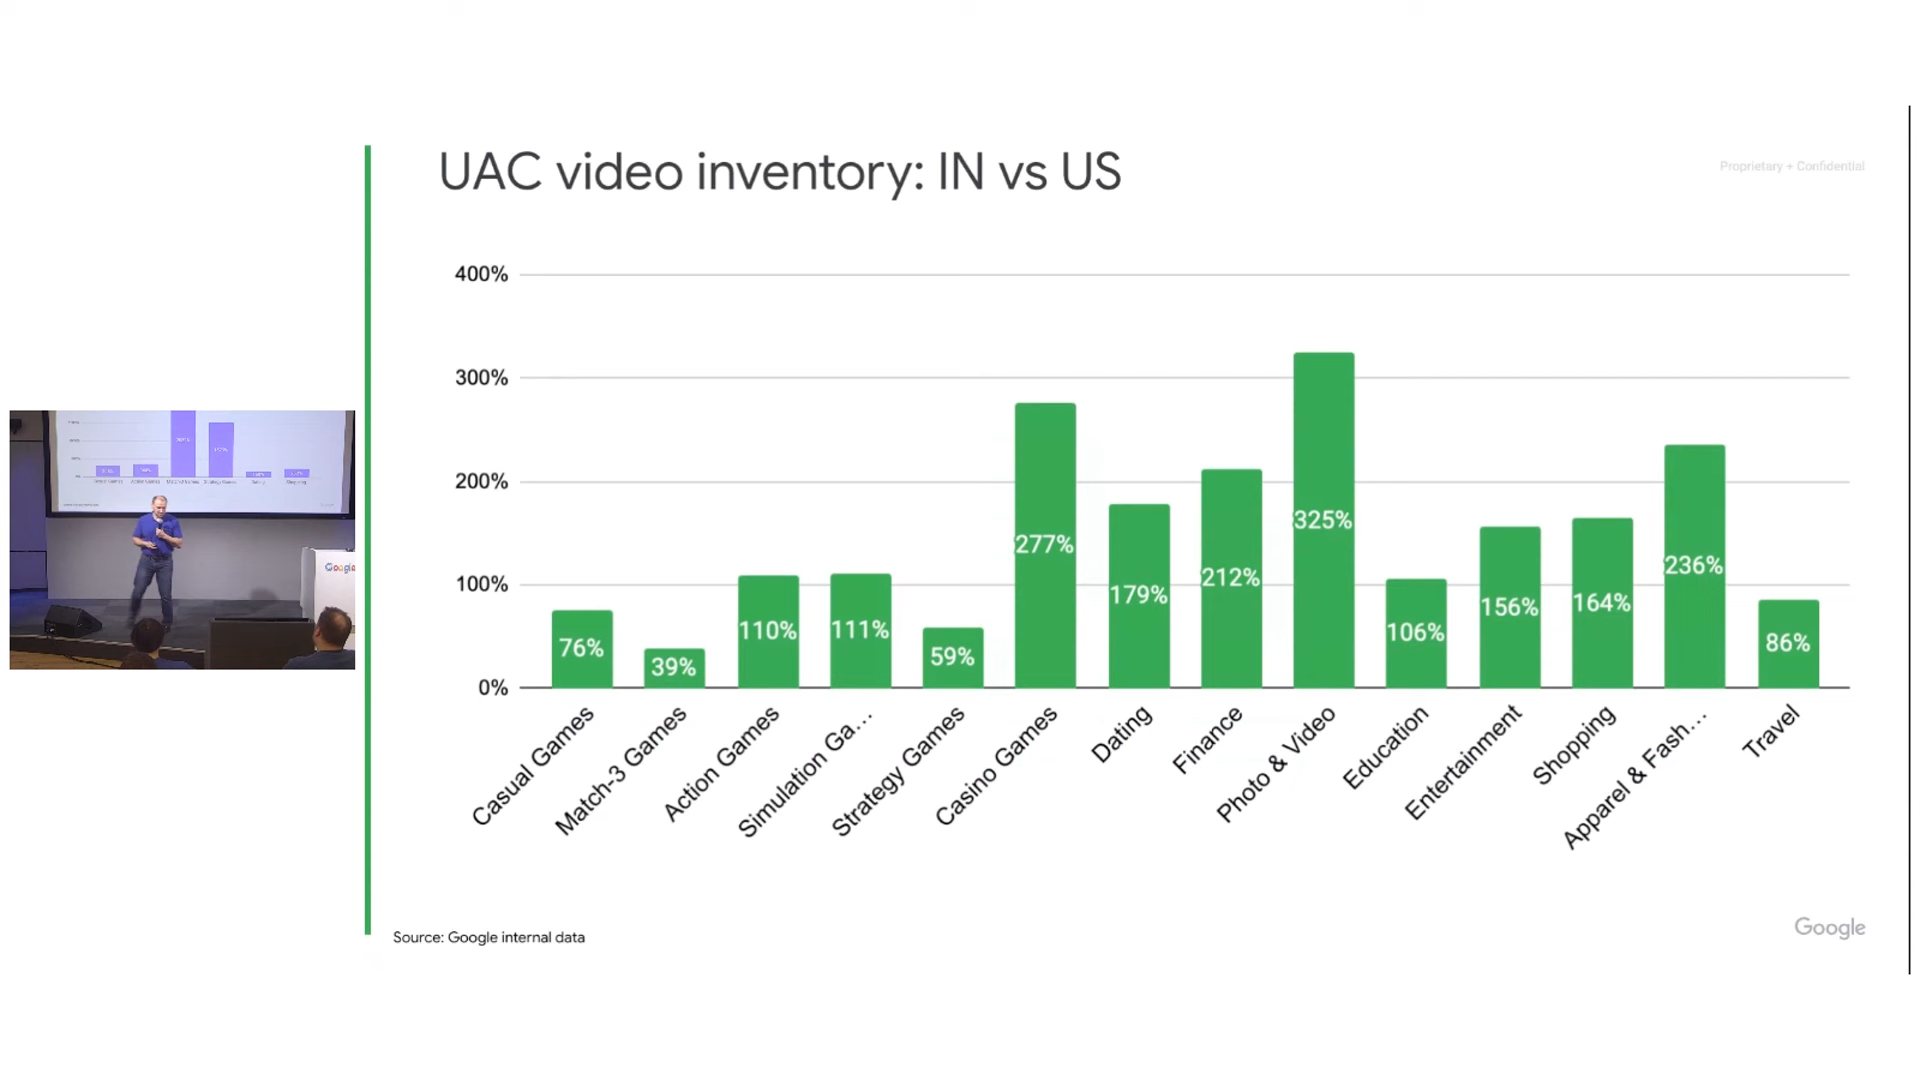 UAC video inventory: IN vs US
Proprietary + Confidential
400%
300%
200%
100%
0%
76%
39%
110%
111%
59%
277%
179%
212%
325%
106%
156%
164%
236%
86%
Casual Games
Match-3 Games
Action Games
Simulation Ga...
Strategy Games
Casino Games
Dating
Finance
Photo & Video
Education
Entertainment
Shopping
Apparel & Fash...
Travel
Source: Google internal data
Google
Google